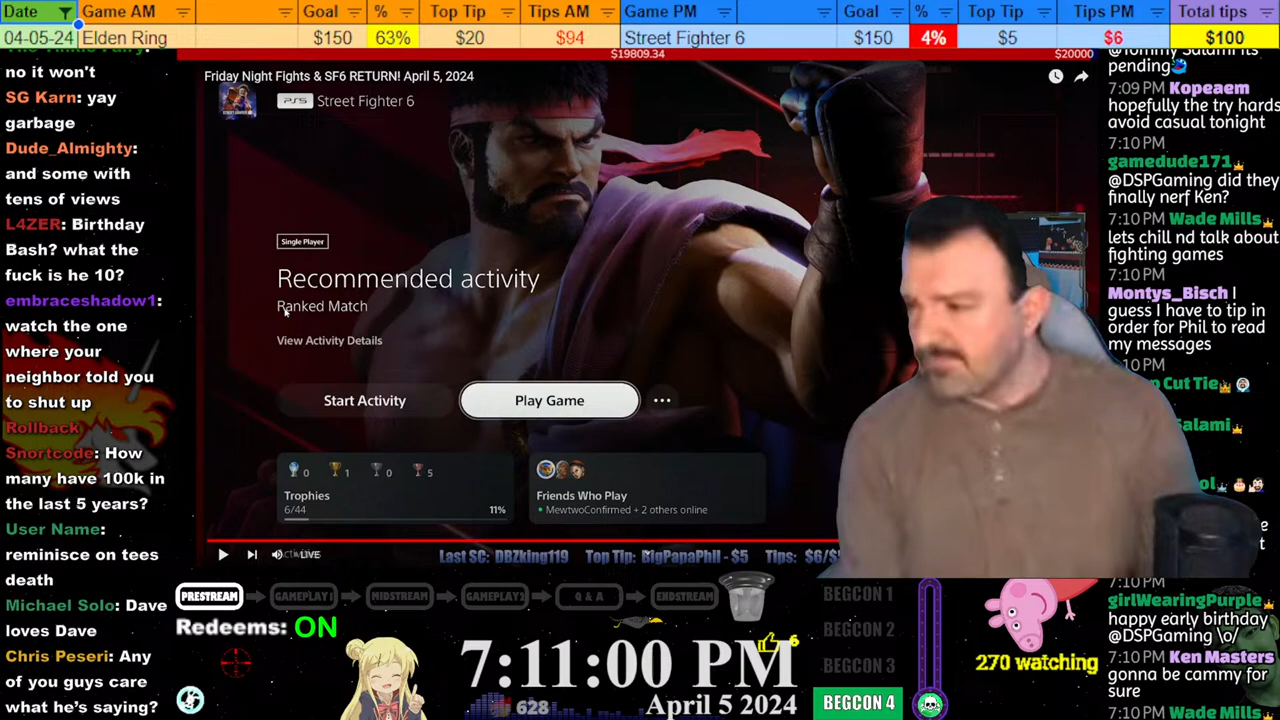 Date Game AM Goal % Top Tip Tips AM Game PM Goal % Top Tip Tips PM Total tips
04-05-24 Elden Ring $150 63% $20 $94 Street Fighter 6 $150 4% $5 $6 $100
$19809.34 $20000
no it won't
SG Karn: yay
garbage
Dude_Almighty:
and some with
tens of views
L4ZER: Birthday
Bash? what the
fuck is he 10?
embraceshadow1:
watch the one
where your
neighbor told you
to shut up
Rollback
Snortcode: How
many have 100k in
the last 5 years?
User Name:
reminisce on tees
death
Michael Solo: Dave
loves Dave
Chris Peseri: Any
of you guys care
what he's saying?
Friday Night Fights & SF6 RETURN! April 5, 2024
PS5 Street Fighter 6
Single Player
Recommended activity
Ranked Match
View Activity Details
Start Activity
Play Game
0 1 0 5
Trophies
6/44 11%
Friends Who Play
MewtwoConfirmed + 2 others online
LIVE
Last SC: DBZking119 Top Tip: BigPapaPhil - $5 Tips: $6/
PRESTREAM GAMEPLAY1 MIDSTREAM GAMEPLAY2 Q & A ENDSTREAM
Redeems: ON
7:11:00 PM
6
April 5 2024
628
BEGCON 1
BEGCON 2
BEGCON 3
BEGCON 4
270 watching
@Tommy Salami its
pending
7:09 PM Kopeaem
hopefully the try hards
avoid casual tonight
7:10 PM
gamedude171
@DSPGaming did they
finally nerf Ken?
7:10 PM Wade Mills
lets chill nd talk about
fighting games
7:10 PM
Montys_Bisch I
guess I have to tip in
order for Phil to read
my messages
:10 PM
Cut Tie
Salami
7:10 PM
girlWearingPurple
happy early birthday
@DSPGaming \o/
7:10 PM Ken Masters
gonna be cammy for
sure
7:10 PM Wade Mills